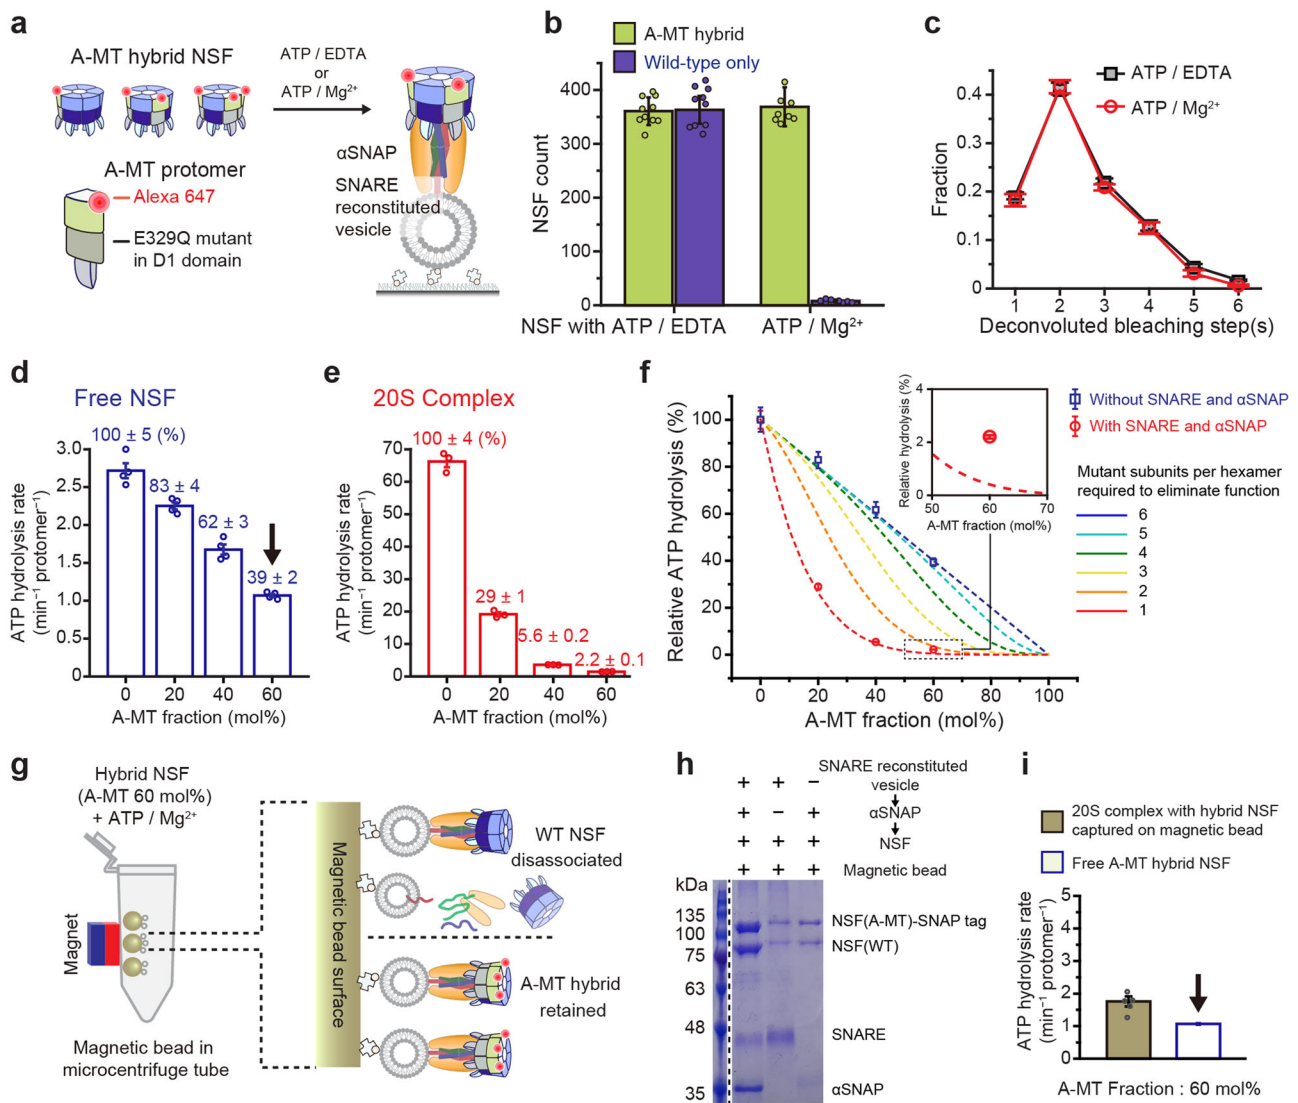 a
A-MT hybrid NSF
ATP / EDTA
or
ATP / Mg²⁺
A-MT protomer
Alexa 647
E329Q mutant
in D1 domain
αSNAP
SNARE
reconstituted
vesicle
b
A-MT hybrid
Wild-type only
NSF count
400
300
200
100
0
NSF with ATP / EDTA
ATP / Mg²⁺
c
ATP / EDTA
ATP / Mg²⁺
Fraction
0.4
0.3
0.2
0.1
0
1 2 3 4 5 6
Deconvoluted bleaching step(s)
d
Free NSF
100 ± 5 (%)
83 ± 4
62 ± 3
39 ± 2
ATP hydrolysis rate
(min⁻¹ protomer⁻¹)
3.0
2.5
2.0
1.5
1.0
0.5
0
0 20 40 60
A-MT fraction (mol%)
e
20S Complex
100 ± 4 (%)
29 ± 1
5.6 ± 0.2
2.2 ± 0.1
ATP hydrolysis rate
(min⁻¹ protomer⁻¹)
70
60
50
40
30
20
10
0
0 20 40 60
A-MT fraction (mol%)
f
Relative ATP hydrolysis (%)
100
80
60
40
20
0
0 20 40 60 80 100
A-MT fraction (mol%)
Relative hydrolysis (%)
4
2
0
50 60 70
A-MT fraction (mol%)
Without SNARE and αSNAP
With SNARE and αSNAP
Mutant subunits per hexamer
required to eliminate function
6
5
4
3
2
1
g
Hybrid NSF
(A-MT 60 mol%)
+ ATP / Mg²⁺
Magnet
Magnetic bead in
microcentrifuge tube
Magnetic bead surface
WT NSF
disassociated
A-MT hybrid
retained
h
+ + − SNARE reconstituted
vesicle
+ − + αSNAP
+ + + NSF
+ + + Magnetic bead
kDa
135
100
75
63
48
35
NSF(A-MT)-SNAP tag
NSF(WT)
SNARE
αSNAP
i
20S complex with hybrid NSF
captured on magnetic bead
Free A-MT hybrid NSF
ATP hydrolysis rate
(min⁻¹ protomer⁻¹)
5
4
3
2
1
0
A-MT Fraction : 60 mol%